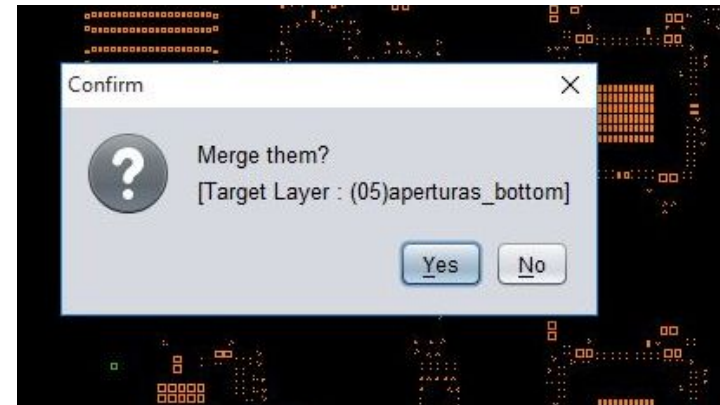 Confirm
Merge them?
[Target Layer : (05)aperturas_bottom]
Yes
No